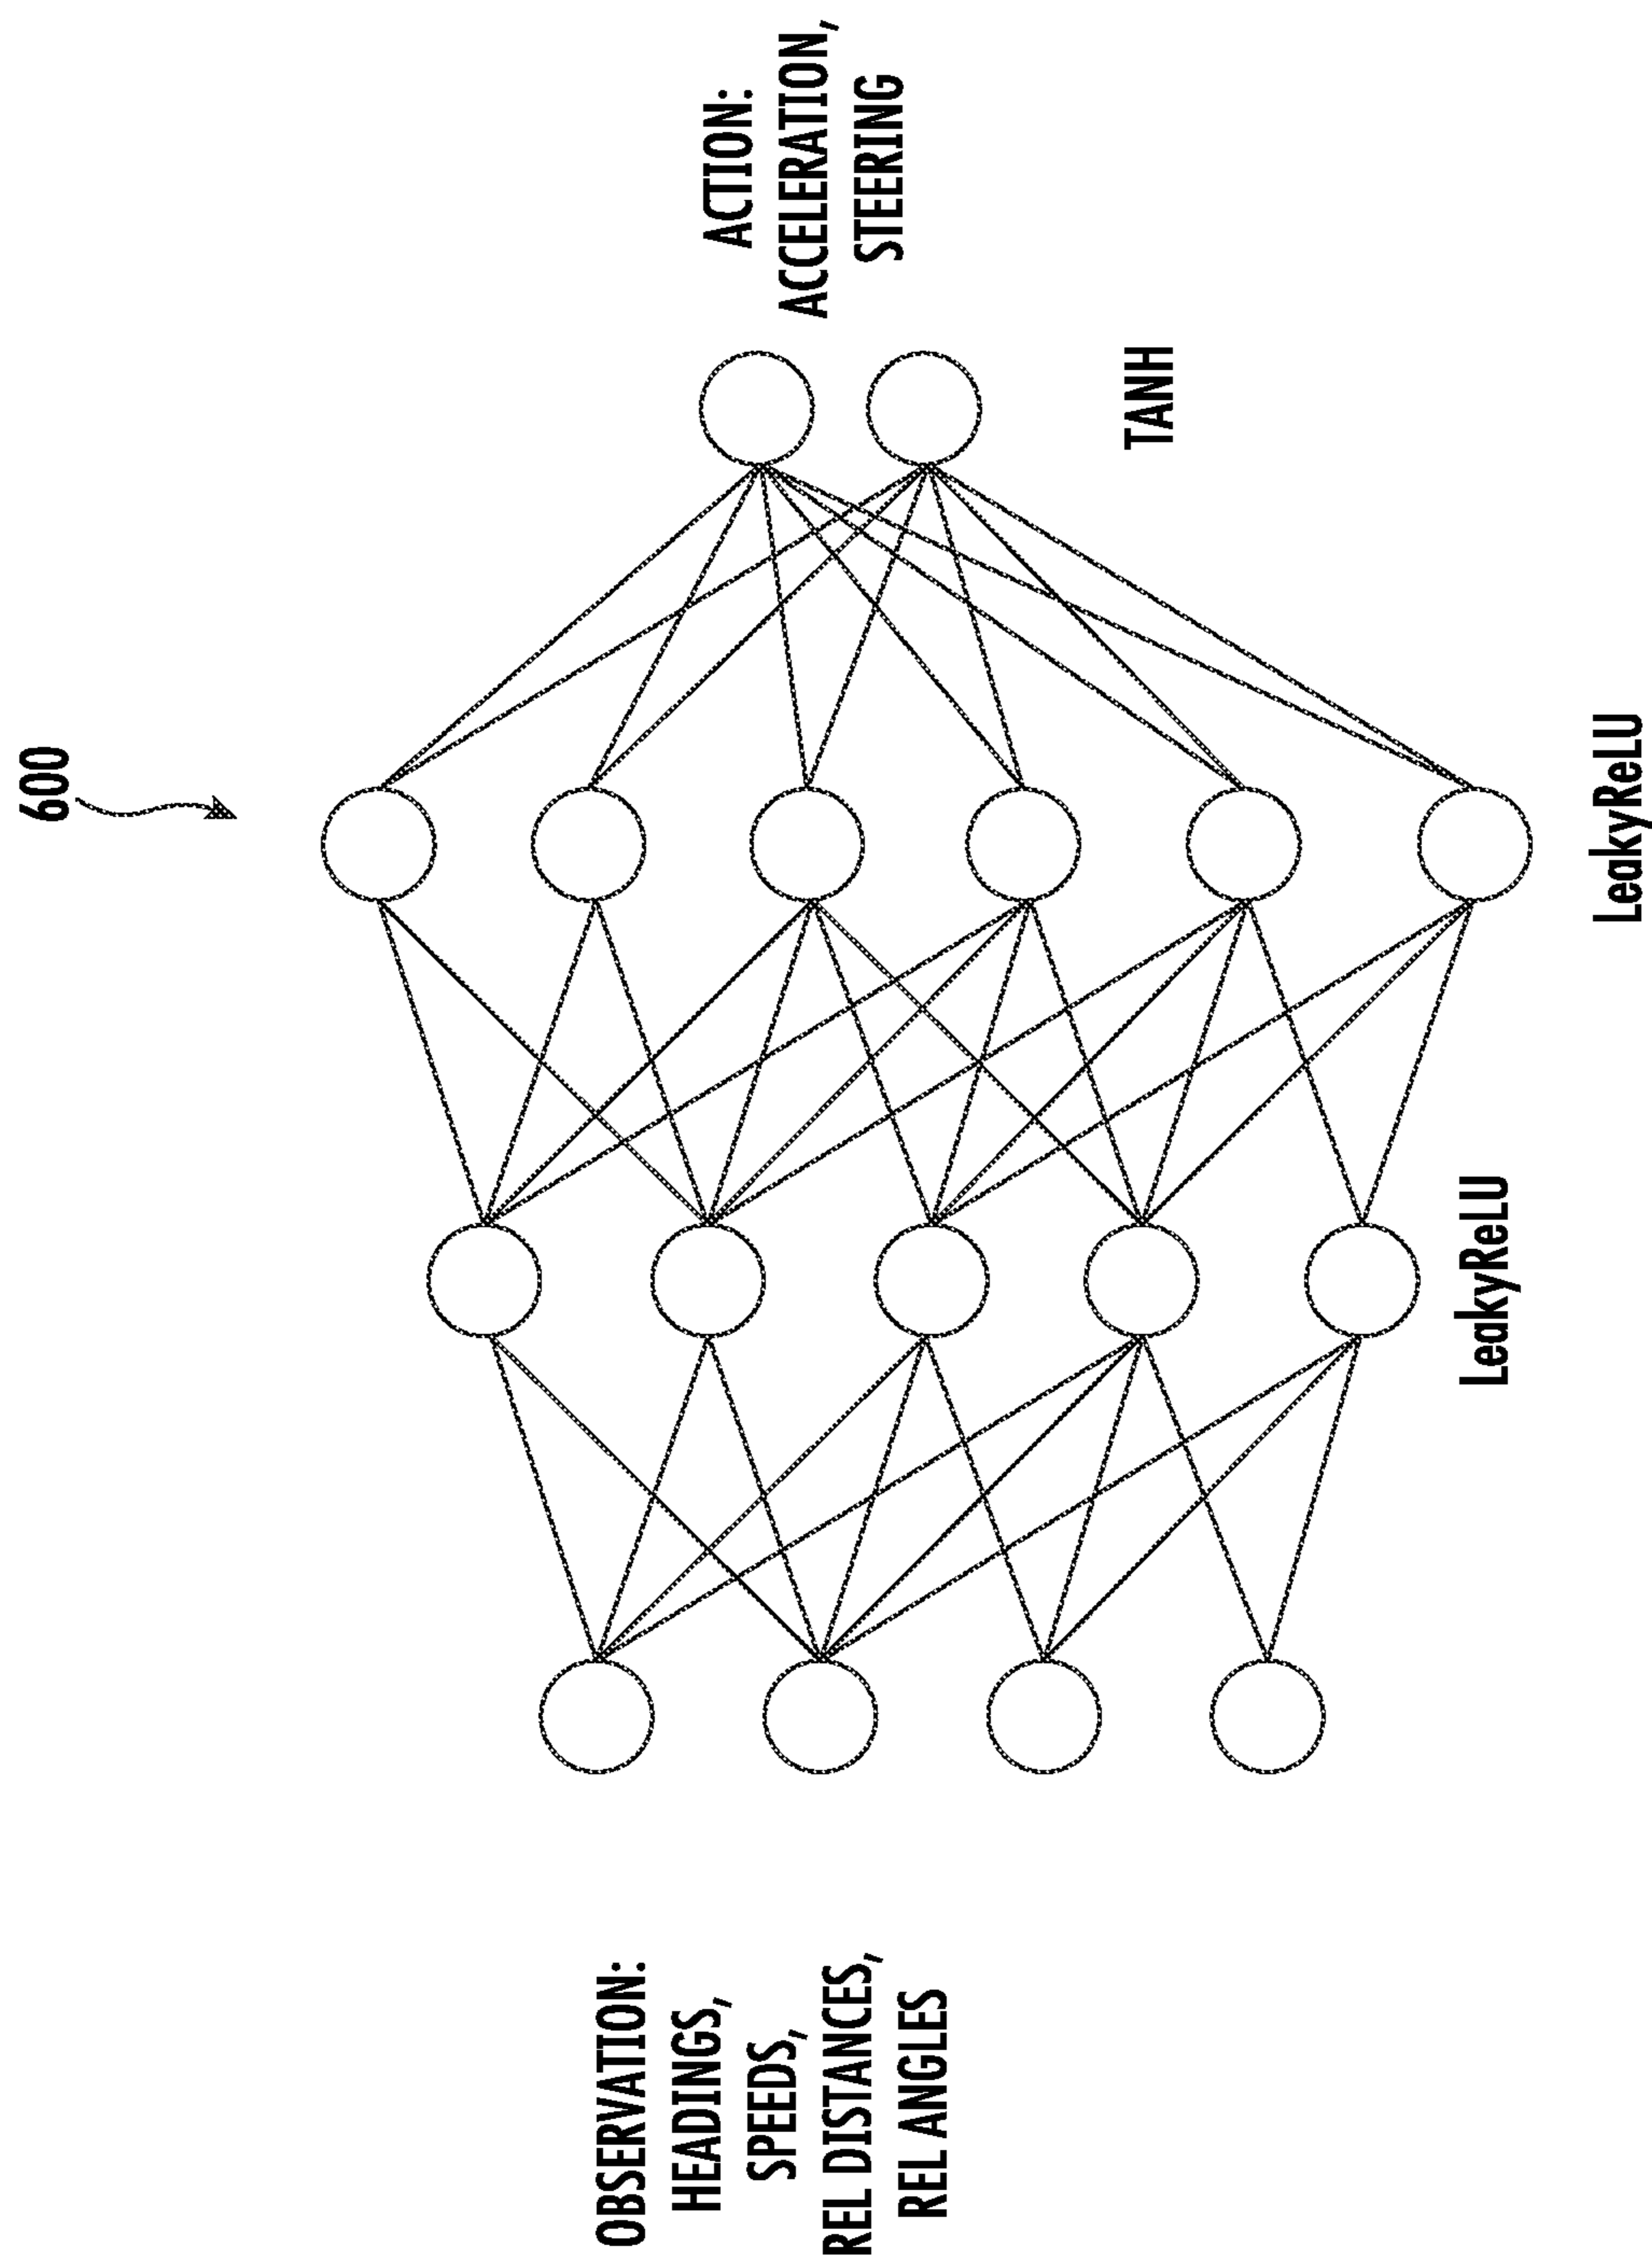 600
OBSERVATION:
HEADINGS,
SPEEDS,
REL DISTANCES,
REL ANGLES
LeakyReLU
LeakyReLU
TANH
ACTION:
ACCELERATION,
STEERING